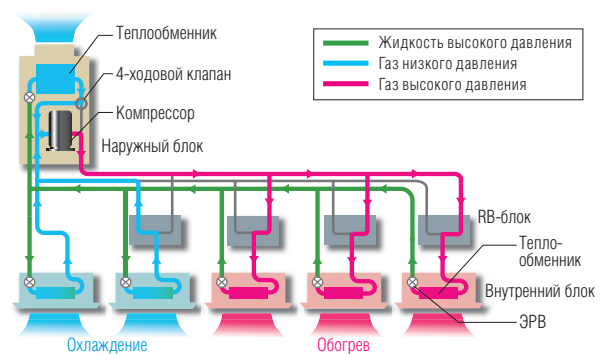 Теплообменник
4-ходовой клапан
Компрессор
Наружный блок
Жидкость высокого давления
Газ низкого давления
Газ высокого давления
RB-блок
Тепло-
обменник
Внутренний блок
ЭРВ
Охлаждение
Обогрев